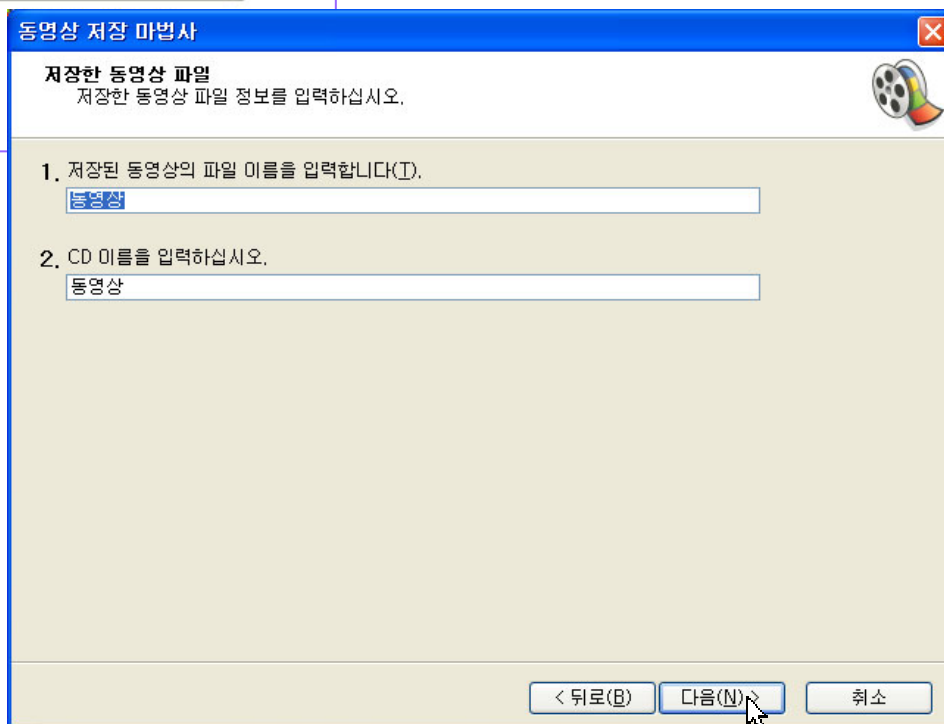 동영상 저장 마법사
저장한 동영상 파일
저장한 동영상 파일 정보를 입력하십시오.
1. 저장된 동영상의 파일 이름을 입력합니다(T).
동영상
2. CD 이름을 입력하십시오.
동영상
< 뒤로(B) 다음(N) > 취소